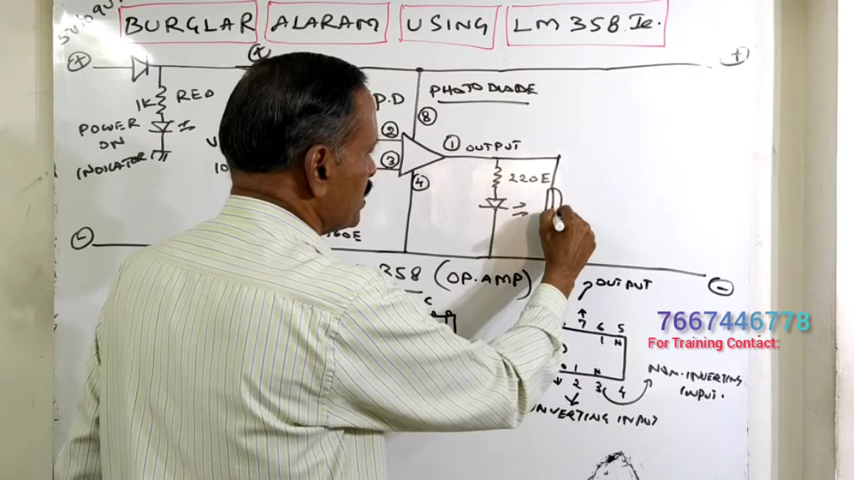 BURGLAR ALARAM USING LM 358 Ic.
+
+
1K RED
P.D PHOTO DIADE
8
POWER
ON
INDICATOR
2
1 OUTPUT
3
220E
4
-
358 (OP.AMP)
-
OUTPUT
7 6 5
7667446778
For Training Contact:
1 2 3 4
NON-INVERTING
INPUT.
INVERTING INPUT